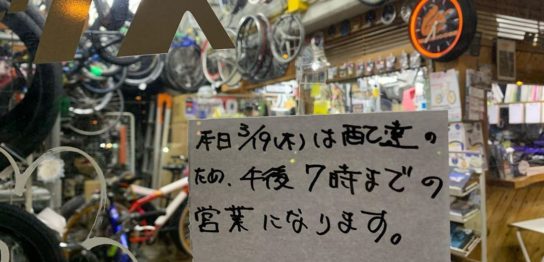 本日3/19(木)は配達の
ため、午後7時までの
営業になります。